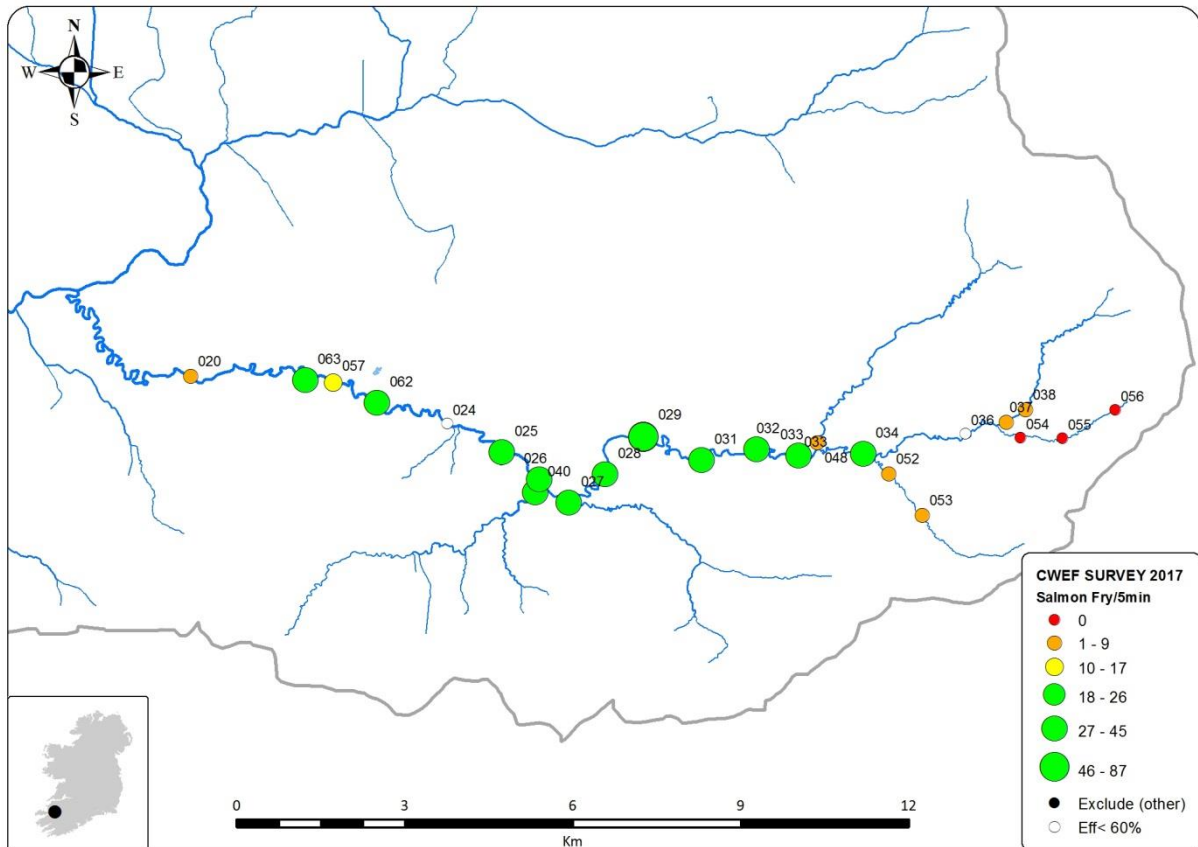 N
W E
S
020
063
057
062
024
025
026
040
027
028
029
031
032
033
033
048
034
052
053
036
037
038
054
055
056
CWEF SURVEY 2017
Salmon Fry/5min
0
1 - 9
10 - 17
18 - 26
27 - 45
46 - 87
Exclude (other)
Eff< 60%
0 3 6 9 12
Km